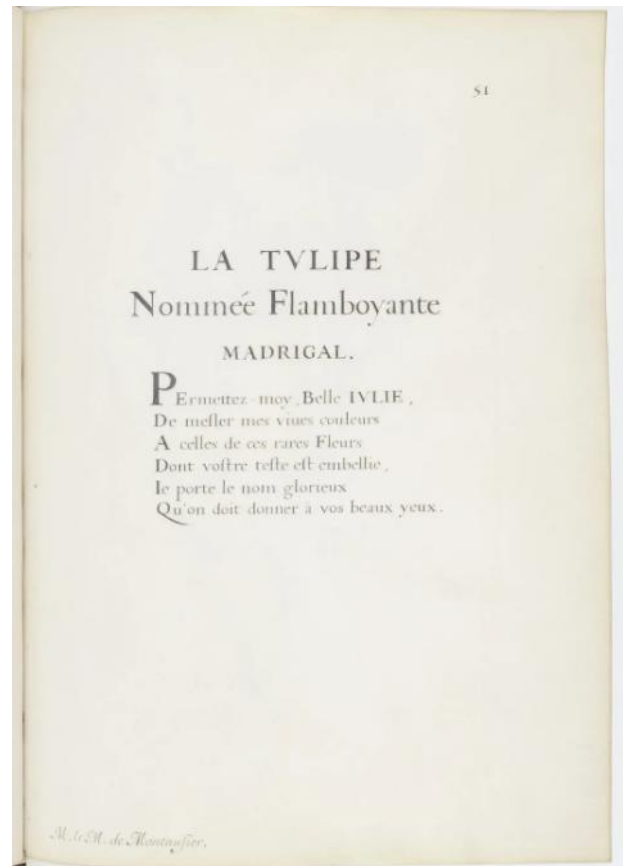 51
LA TVLIPE
Nommeé Flamboyante
MADRIGAL.
PErmettez moy, Belle IVLIE,
De meſler mes viues couleurs
A celles de ces rares Fleurs
Dont voſtre teſte eſt embellie,
Ie porte le nom glorieux
Qu'on doit donner à vos beaux yeux.
M. le M. de Montauſier.